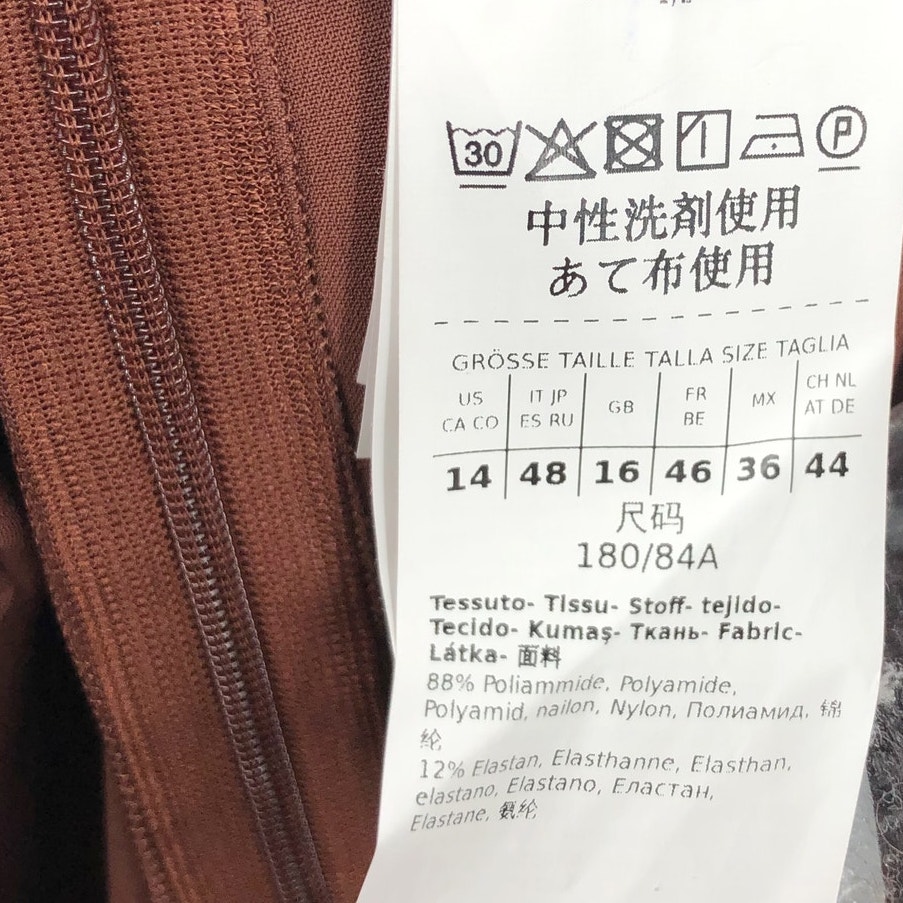 30 P
中性洗剤使用
あて布使用
GRÖSSE TAILLE TALLA SIZE TAGLIA
US CA CO | IT JP ES RU | GB | FR BE | MX | CH NL AT DE
14 | 48 | 16 | 46 | 36 | 44
尺码
180/84A
Tessuto- Tissu- Stoff- tejido-
Tecido- Kumaş- Ткань- Fabric-
Látka- 面料
88% Poliammide, Polyamide,
Polyamid, nailon, Nylon, Полиамид, 锦
纶
12% Elastan, Elasthanne, Elasthan,
elastano, Elastano, Еластан,
Elastane, 氨纶